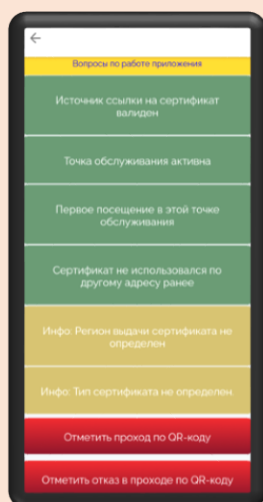 Вопросы по работе приложения
Источник ссылки на сертификат
валиден
Точка обслуживания активна
Первое посещение в этой точке
обслуживания
Сертификат не использовался по
другому адресу ранее
Инфо: Регион выдачи сертификата не
определен
Инфо: Тип сертификата не определен.
Отметить проход по QR-коду
Отметить отказ в проходе по QR-коду